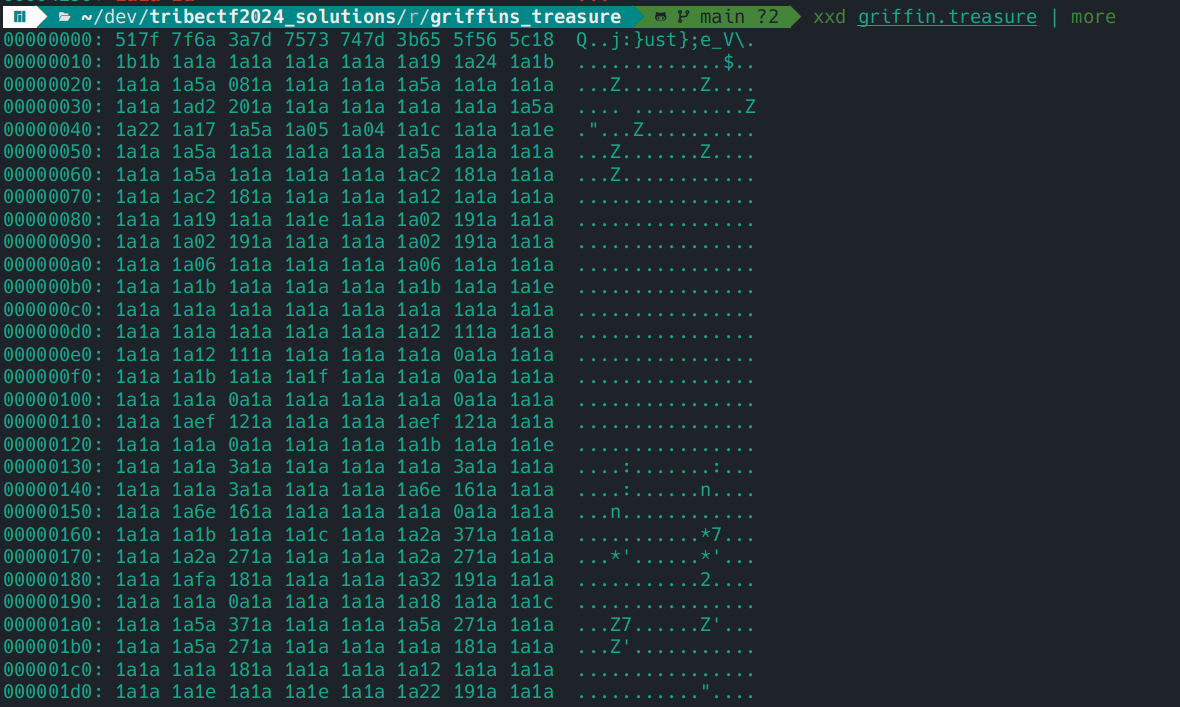 ~/dev/tribectf2024_solutions/r/griffins_treasure main ?2 xxd griffin.treasure | more
00000000: 517f 7f6a 3a7d 7573 747d 3b65 5f56 5c18 Q..j:}ust};e_V\.
00000010: 1b1b 1a1a 1a1a 1a1a 1a1a 1a19 1a24 1a1b .............$..
00000020: 1a1a 1a5a 081a 1a1a 1a1a 1a5a 1a1a 1a1a ...Z.......Z....
00000030: 1a1a 1ad2 201a 1a1a 1a1a 1a1a 1a1a 1a5a .... ..........Z
00000040: 1a22 1a17 1a5a 1a05 1a04 1a1c 1a1a 1a1e ."...Z..........
00000050: 1a1a 1a5a 1a1a 1a1a 1a1a 1a5a 1a1a 1a1a ...Z.......Z....
00000060: 1a1a 1a5a 1a1a 1a1a 1a1a 1ac2 181a 1a1a ...Z............
00000070: 1a1a 1ac2 181a 1a1a 1a1a 1a12 1a1a 1a1a ................
00000080: 1a1a 1a19 1a1a 1a1e 1a1a 1a02 191a 1a1a ................
00000090: 1a1a 1a02 191a 1a1a 1a1a 1a02 191a 1a1a ................
000000a0: 1a1a 1a06 1a1a 1a1a 1a1a 1a06 1a1a 1a1a ................
000000b0: 1a1a 1a1b 1a1a 1a1a 1a1a 1a1b 1a1a 1a1e ................
000000c0: 1a1a 1a1a 1a1a 1a1a 1a1a 1a1a 1a1a 1a1a ................
000000d0: 1a1a 1a1a 1a1a 1a1a 1a1a 1a12 111a 1a1a ................
000000e0: 1a1a 1a12 111a 1a1a 1a1a 1a1a 0a1a 1a1a ................
000000f0: 1a1a 1a1b 1a1a 1a1f 1a1a 1a1a 0a1a 1a1a ................
00000100: 1a1a 1a1a 0a1a 1a1a 1a1a 1a1a 0a1a 1a1a ................
00000110: 1a1a 1aef 121a 1a1a 1a1a 1aef 121a 1a1a ................
00000120: 1a1a 1a1a 0a1a 1a1a 1a1a 1a1b 1a1a 1a1e ................
00000130: 1a1a 1a1a 3a1a 1a1a 1a1a 1a1a 3a1a 1a1a ....:.......:...
00000140: 1a1a 1a1a 3a1a 1a1a 1a1a 1a6e 161a 1a1a ....:......n....
00000150: 1a1a 1a6e 161a 1a1a 1a1a 1a1a 0a1a 1a1a ...n............
00000160: 1a1a 1a1b 1a1a 1a1c 1a1a 1a2a 371a 1a1a ...........*7...
00000170: 1a1a 1a2a 271a 1a1a 1a1a 1a2a 271a 1a1a ...*'......*'...
00000180: 1a1a 1afa 181a 1a1a 1a1a 1a32 191a 1a1a ...........2....
00000190: 1a1a 1a1a 0a1a 1a1a 1a1a 1a18 1a1a 1a1c ................
000001a0: 1a1a 1a5a 371a 1a1a 1a1a 1a5a 271a 1a1a ...Z7......Z'...
000001b0: 1a1a 1a5a 271a 1a1a 1a1a 1a1a 181a 1a1a ...Z'...........
000001c0: 1a1a 1a1a 181a 1a1a 1a1a 1a12 1a1a 1a1a ................
000001d0: 1a1a 1a1e 1a1a 1a1e 1a1a 1a22 191a 1a1a ..........."....